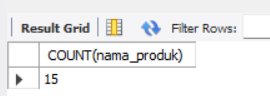 Result Grid Filter Rows:
COUNT(nama_produk)
15